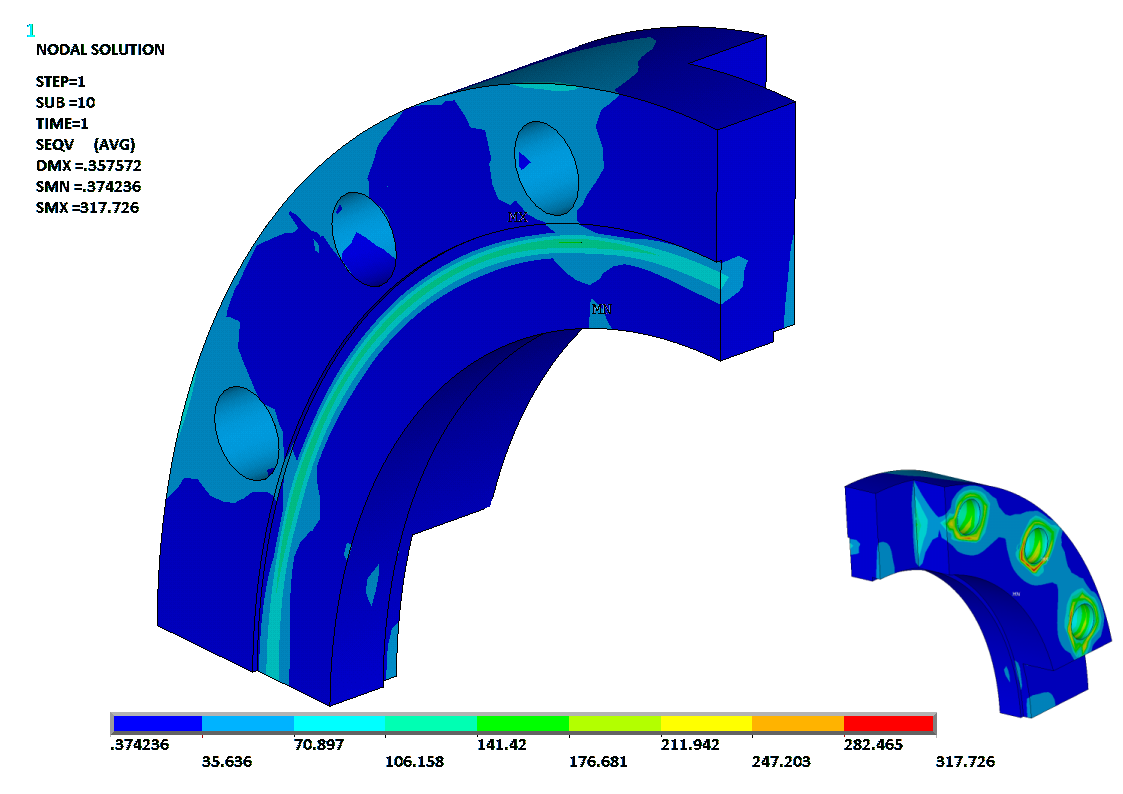 1
NODAL SOLUTION
STEP=1
SUB =10
TIME=1
SEQV (AVG)
DMX =.357572
SMN =.374236
SMX =317.726
MX
MN
MN
.374236 70.897 141.42 211.942 282.465
35.636 106.158 176.681 247.203 317.726